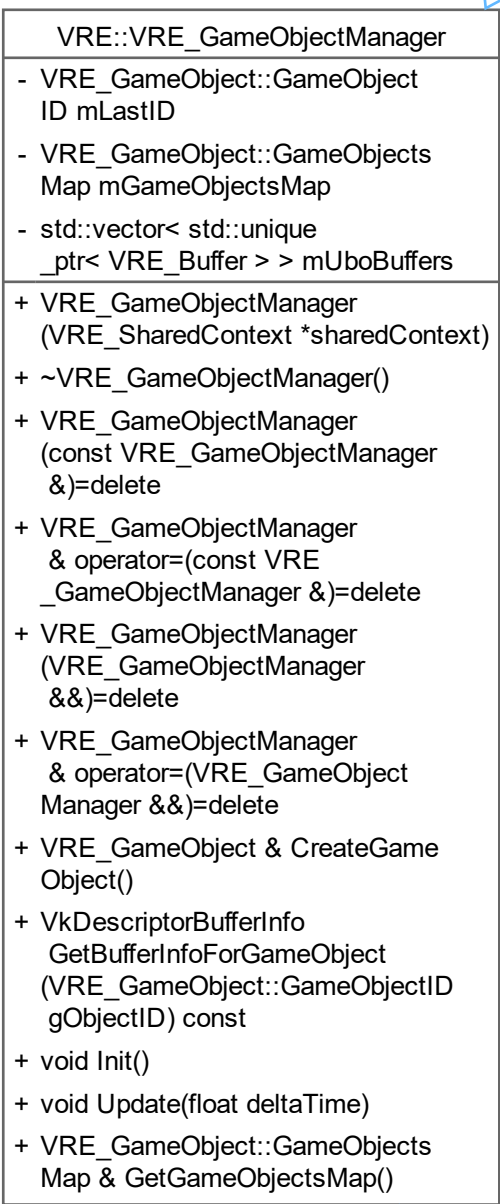 VRE::VRE_GameObjectManager
- VRE_GameObject::GameObject
ID mLastID
- VRE_GameObject::GameObjects
Map mGameObjectsMap
- std::vector< std::unique
_ptr< VRE_Buffer > > mUboBuffers
+ VRE_GameObjectManager
(VRE_SharedContext *sharedContext)
+ ~VRE_GameObjectManager()
+ VRE_GameObjectManager
(const VRE_GameObjectManager
&)=delete
+ VRE_GameObjectManager
& operator=(const VRE
_GameObjectManager &)=delete
+ VRE_GameObjectManager
(VRE_GameObjectManager
&&)=delete
+ VRE_GameObjectManager
& operator=(VRE_GameObject
Manager &&)=delete
+ VRE_GameObject & CreateGame
Object()
+ VkDescriptorBufferInfo
GetBufferInfoForGameObject
(VRE_GameObject::GameObjectID
gObjectID) const
+ void Init()
+ void Update(float deltaTime)
+ VRE_GameObject::GameObjects
Map & GetGameObjectsMap()